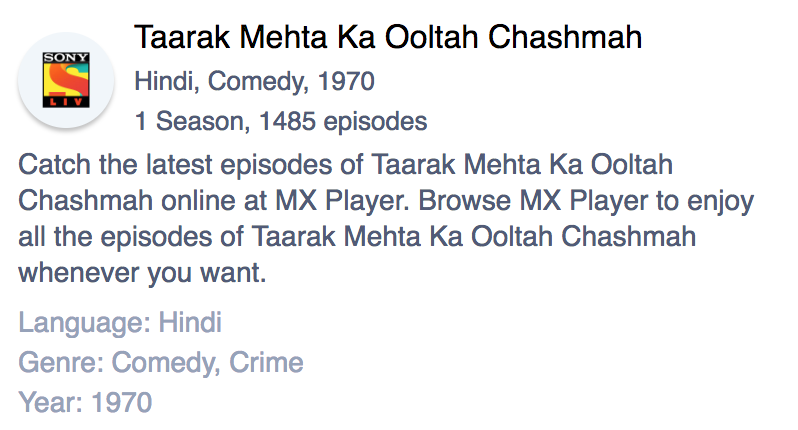 SONY
LIV
Taarak Mehta Ka Ooltah Chashmah
Hindi, Comedy, 1970
1 Season, 1485 episodes
Catch the latest episodes of Taarak Mehta Ka Ooltah
Chashmah online at MX Player. Browse MX Player to enjoy
all the episodes of Taarak Mehta Ka Ooltah Chashmah
whenever you want.
Language: Hindi
Genre: Comedy, Crime
Year: 1970